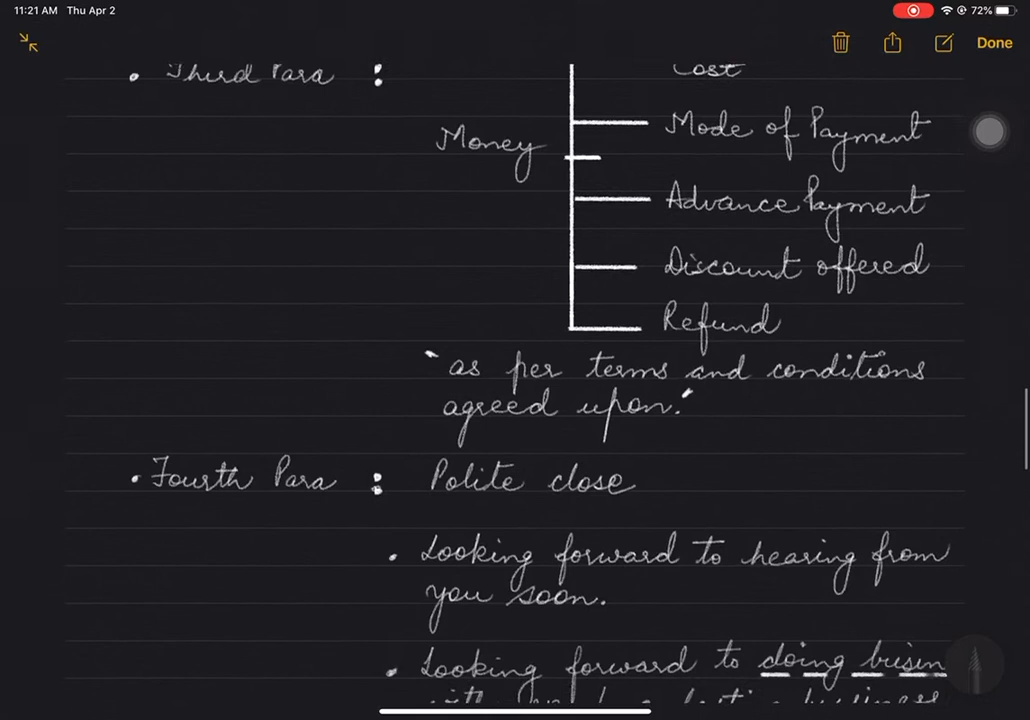 11:21 AM Thu Apr 2
72%
Done
• Third Para :
Cost
Money
Mode of Payment
Advance Payment
Discount offered
Refund
"as per terms and conditions
agreed upon."
• Fourth Para : Polite close
• Looking forward to hearing from
you soon.
• Looking forward to doing busin